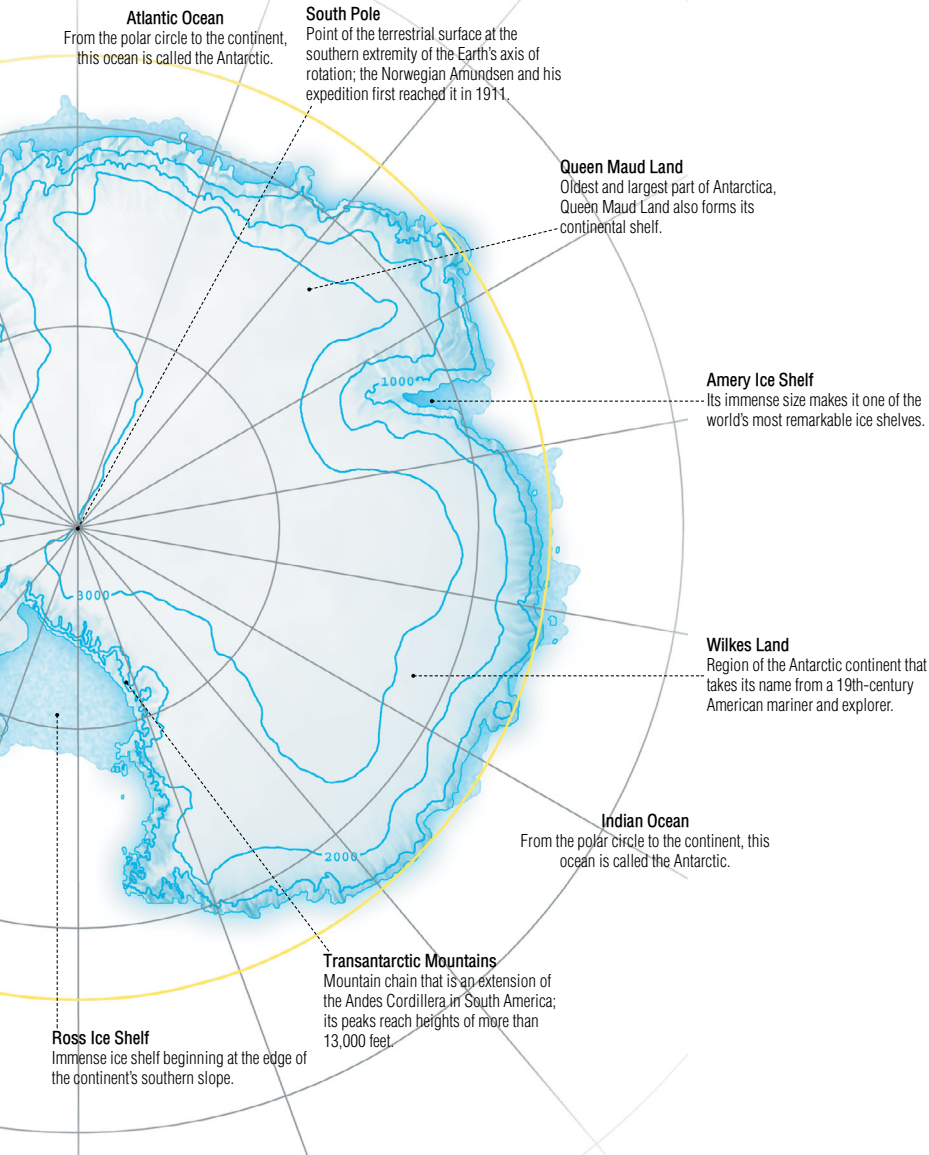 Atlantic Ocean
From the polar circle to the continent,
this ocean is called the Antarctic.
South Pole
Point of the terrestrial surface at the
southern extremity of the Earth's axis of
rotation; the Norwegian Amundsen and his
expedition first reached it in 1911.
Queen Maud Land
Oldest and largest part of Antarctica,
Queen Maud Land also forms its
continental shelf.
1000
Amery Ice Shelf
Its immense size makes it one of the
world's most remarkable ice shelves.
3000
Wilkes Land
Region of the Antarctic continent that
takes its name from a 19th-century
American mariner and explorer.
Indian Ocean
From the polar circle to the continent, this
ocean is called the Antarctic.
2000
Transantarctic Mountains
Mountain chain that is an extension of
the Andes Cordillera in South America;
its peaks reach heights of more than
13,000 feet.
Ross Ice Shelf
Immense ice shelf beginning at the edge of
the continent's southern slope.